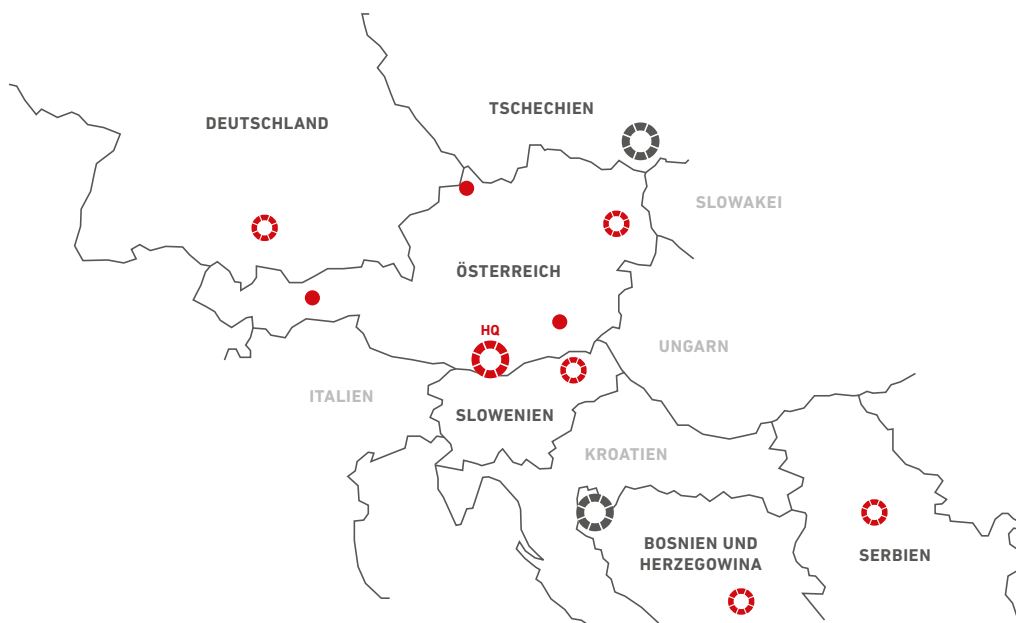 TSCHECHIEN
DEUTSCHLAND
SLOWAKEI
ÖSTERREICH
HQ
UNGARN
ITALIEN
SLOWENIEN
KROATIEN
BOSNIEN UND
HERZEGOWINA
SERBIEN